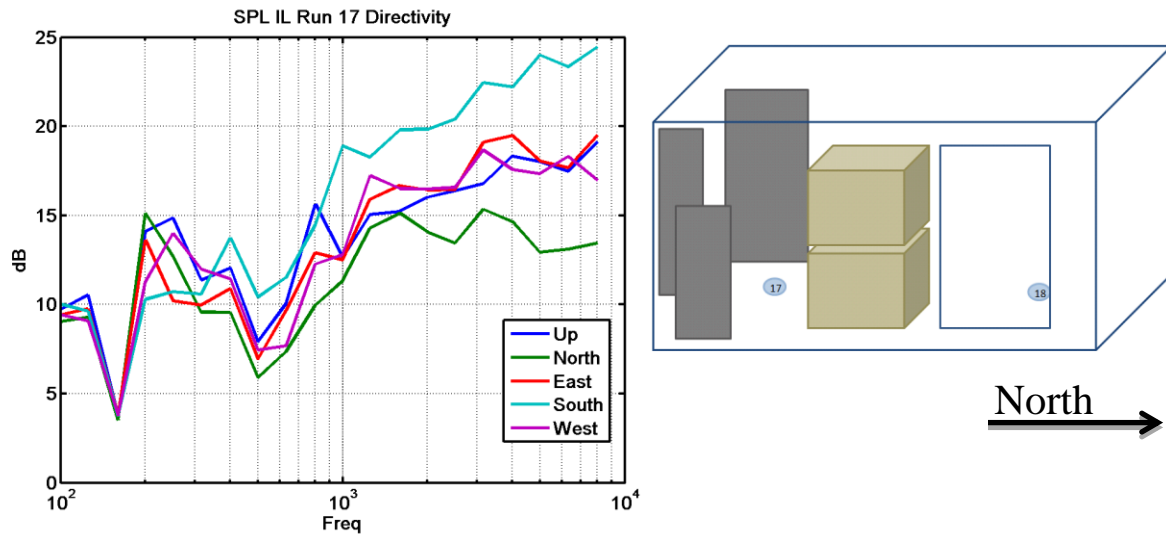 SPL IL Run 17 Directivity
25
20
15
10
5
0
dB
10^2
10^3
10^4
Freq
Up
North
East
South
West
17
18
North